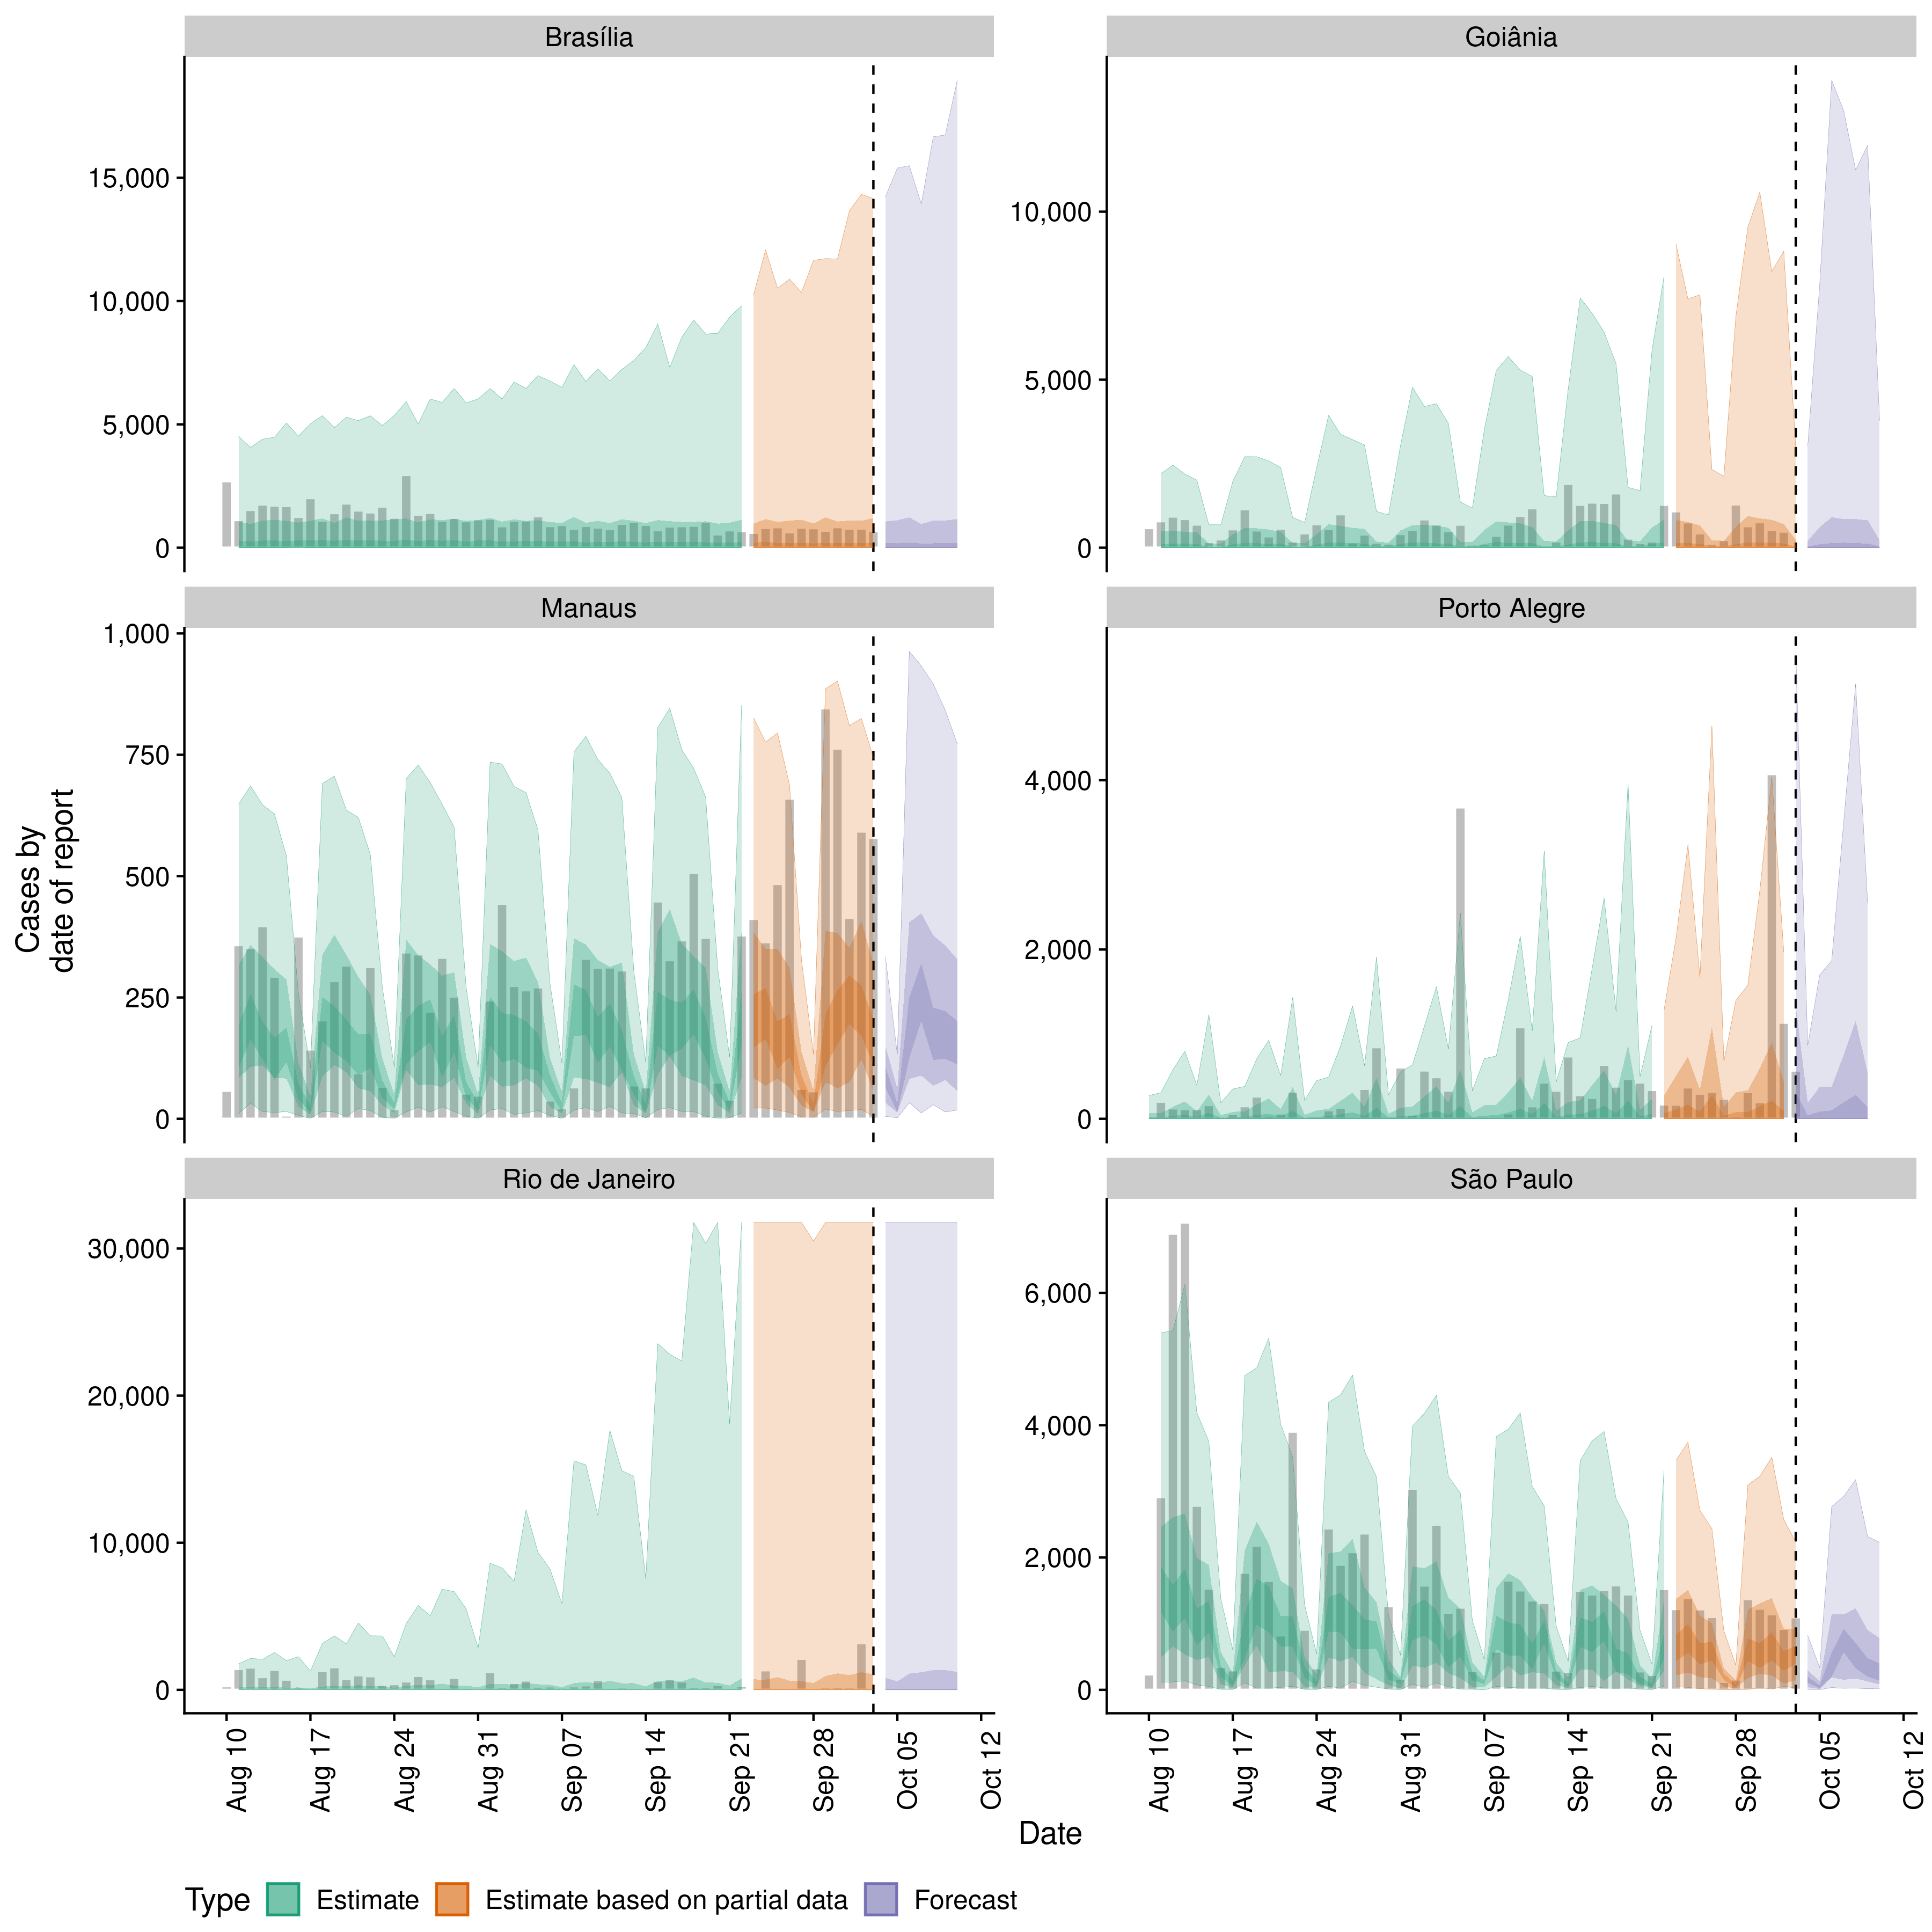 Brasília
Goiânia
15,000
10,000
5,000
0
10,000
5,000
0
Manaus
Porto Alegre
1,000
750
500
250
0
4,000
2,000
0
Cases by
date of report
Rio de Janeiro
São Paulo
30,000
20,000
10,000
0
6,000
4,000
2,000
0
Aug 10
Aug 17
Aug 24
Aug 31
Sep 07
Sep 14
Sep 21
Sep 28
Oct 05
Oct 12
Aug 10
Aug 17
Aug 24
Aug 31
Sep 07
Sep 14
Sep 21
Sep 28
Oct 05
Oct 12
Date
Type Estimate Estimate based on partial data Forecast